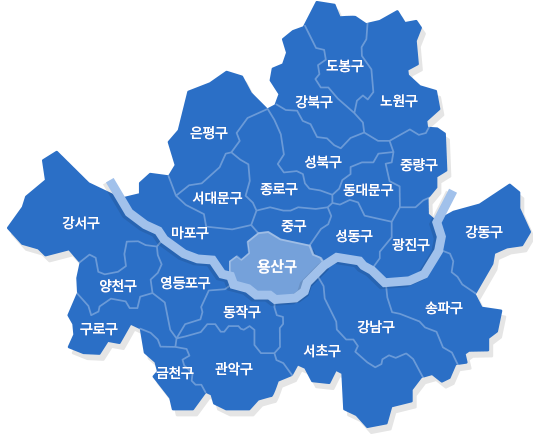 도봉구
강북구
노원구
은평구
성북구
중랑구
서대문구
종로구
동대문구
강서구
마포구
중구
성동구
광진구
강동구
용산구
양천구
영등포구
동작구
송파구
구로구
강남구
서초구
금천구
관악구